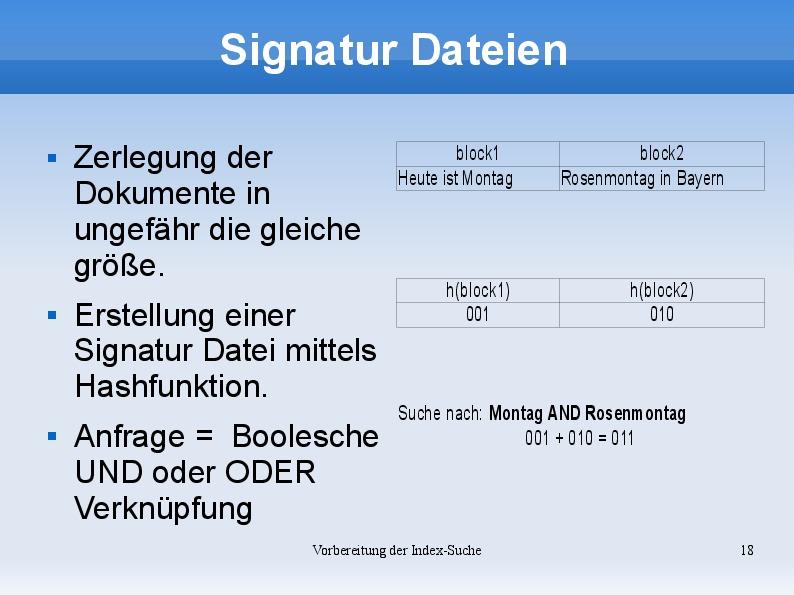 Signatur Dateien
Zerlegung der
Dokumente in
ungefähr die gleiche
größe.
Erstellung einer
Signatur Datei mittels
Hashfunktion.
Anfrage = Boolesche
UND oder ODER
Verknüpfung
block1 block2
Heute ist Montag Rosenmontag in Bayern
h(block1) h(block2)
001 010
Suche nach: Montag AND Rosenmontag
001 + 010 = 011
Vorbereitung der Index-Suche 18